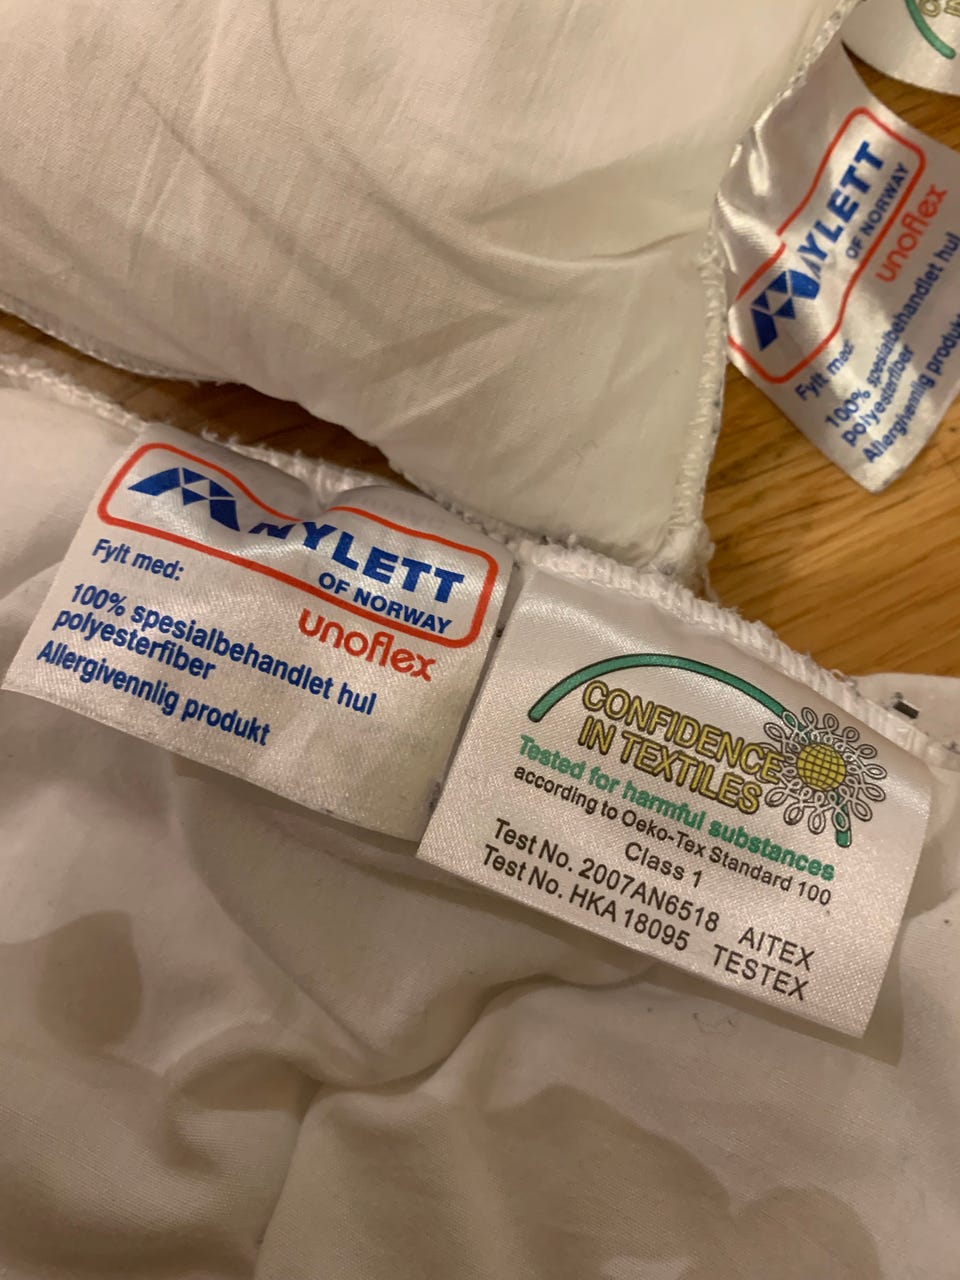 MYLETT
OF NORWAY
unoflex
Fylt med:
100% spesialbehandlet hul
polyesterfiber
Allergivennlig produkt
CONFIDENCE
IN TEXTILES
Tested for harmful substances
according to Oeko-Tex Standard 100
Class 1
Test No. 2007AN6518 AITEX
Test No. HKA 18095 TESTEX
MYLETT
OF NORWAY
unoflex
Fylt med:
100% spesialbehandlet hul
polyesterfiber
Allergivennlig produkt